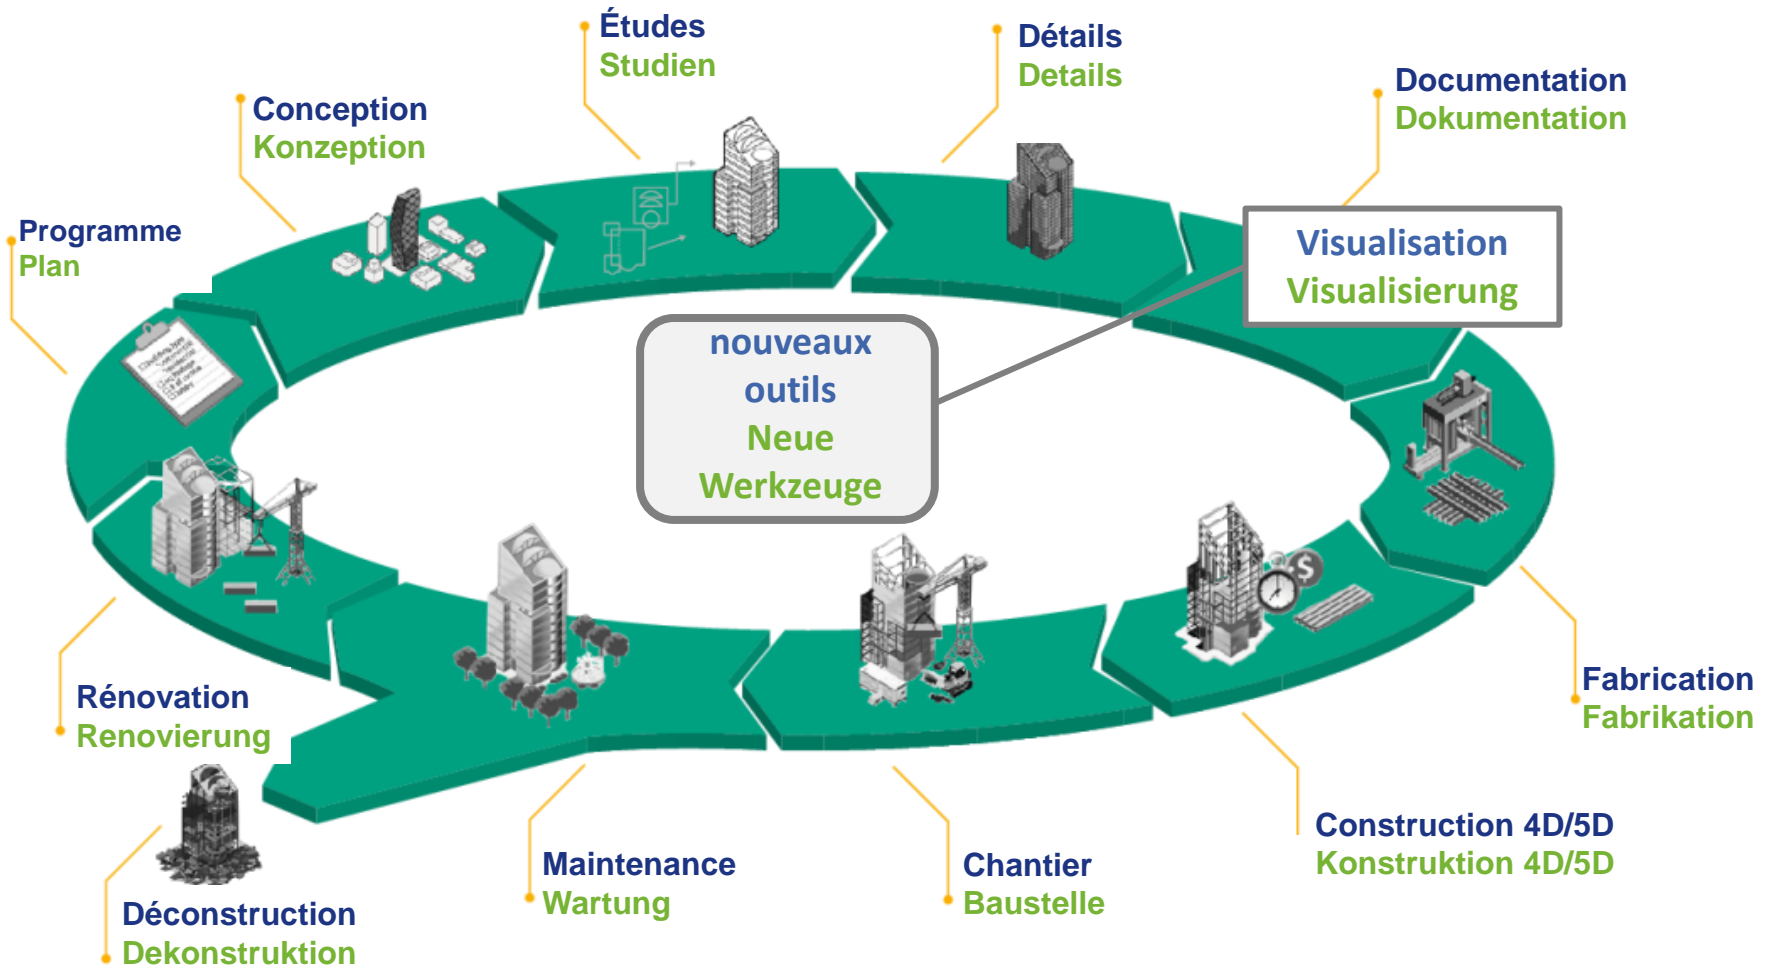 Études
Studien
Détails
Details
Documentation
Dokumentation
Conception
Konzeption
Programme
Plan
Visualisation
Visualisierung
nouveaux
outils
Neue
Werkzeuge
$
Fabrication
Fabrikation
Rénovation
Renovierung
Construction 4D/5D
Konstruktion 4D/5D
Maintenance
Wartung
Chantier
Baustelle
Déconstruction
Dekonstruktion